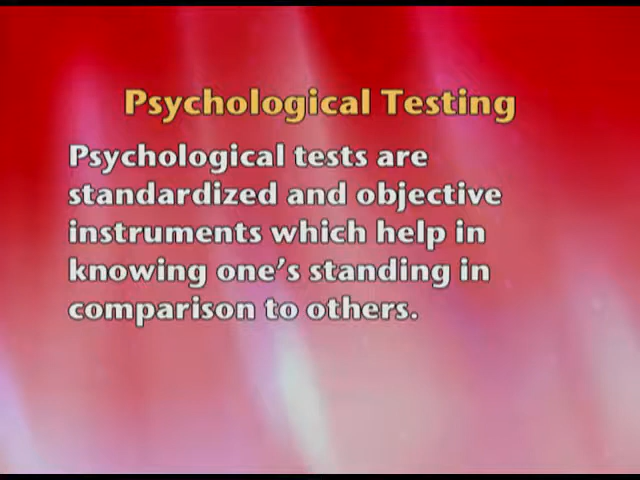 Psychological Testing
Psychological tests are
standardized and objective
instruments which help in
knowing one’s standing in
comparison to others.